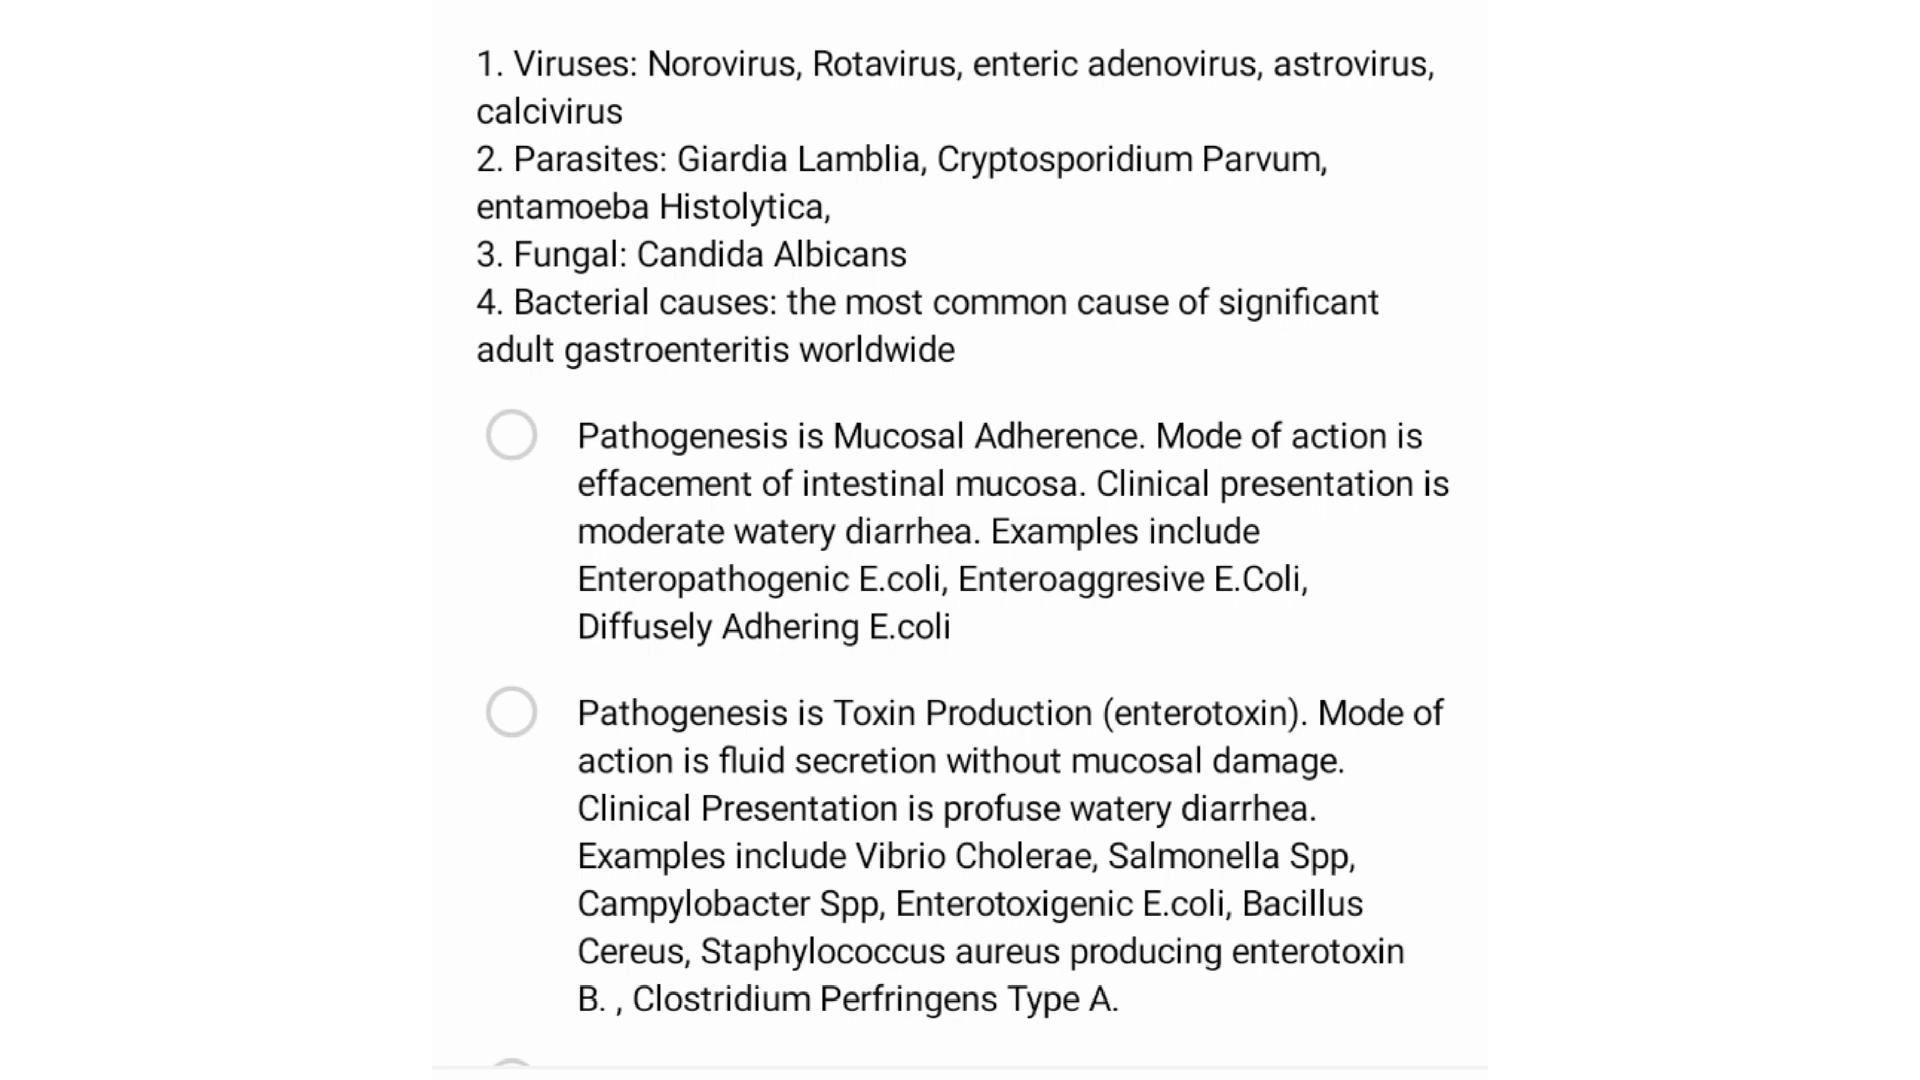 1. Viruses: Norovirus, Rotavirus, enteric adenovirus, astrovirus,
calcivirus
2. Parasites: Giardia Lamblia, Cryptosporidium Parvum,
entamoeba Histolytica,
3. Fungal: Candida Albicans
4. Bacterial causes: the most common cause of significant
adult gastroenteritis worldwide
Pathogenesis is Mucosal Adherence. Mode of action is
effacement of intestinal mucosa. Clinical presentation is
moderate watery diarrhea. Examples include
Enteropathogenic E.coli, Enteroaggresive E.Coli,
Diffusely Adhering E.coli
Pathogenesis is Toxin Production (enterotoxin). Mode of
action is fluid secretion without mucosal damage.
Clinical Presentation is profuse watery diarrhea.
Examples include Vibrio Cholerae, Salmonella Spp,
Campylobacter Spp, Enterotoxigenic E.coli, Bacillus
Cereus, Staphylococcus aureus producing enterotoxin
B. , Clostridium Perfringens Type A.